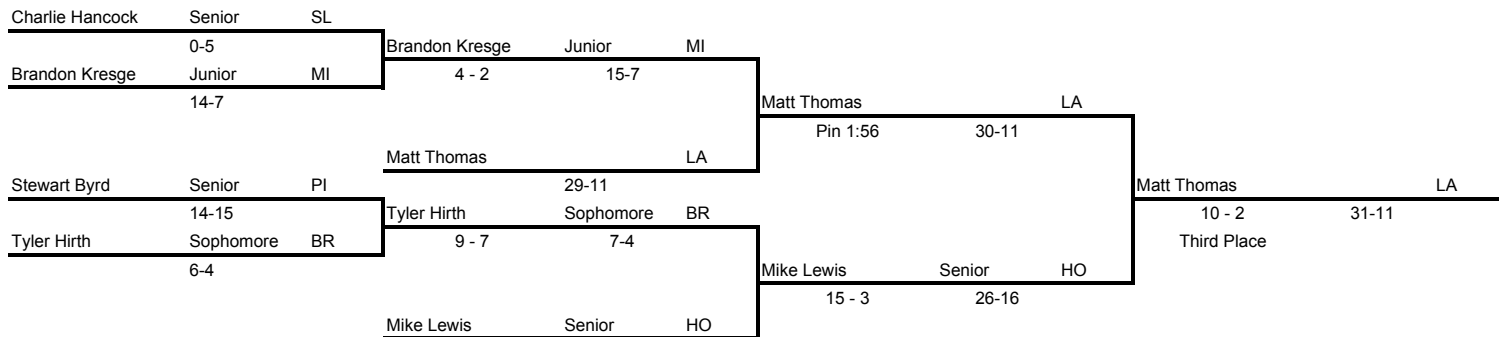 Charlie Hancock Senior SL
0-5
Brandon Kresge Junior MI
4 - 2 15-7
Brandon Kresge Junior MI
14-7
Matt Thomas LA
Pin 1:56 30-11
Matt Thomas LA
29-11
Stewart Byrd Senior PI
14-15
Matt Thomas LA
10 - 2 31-11
Third Place
Tyler Hirth Sophomore BR
9 - 7 7-4
Tyler Hirth Sophomore BR
6-4
Mike Lewis Senior HO
15 - 3 26-16
Mike Lewis Senior HO